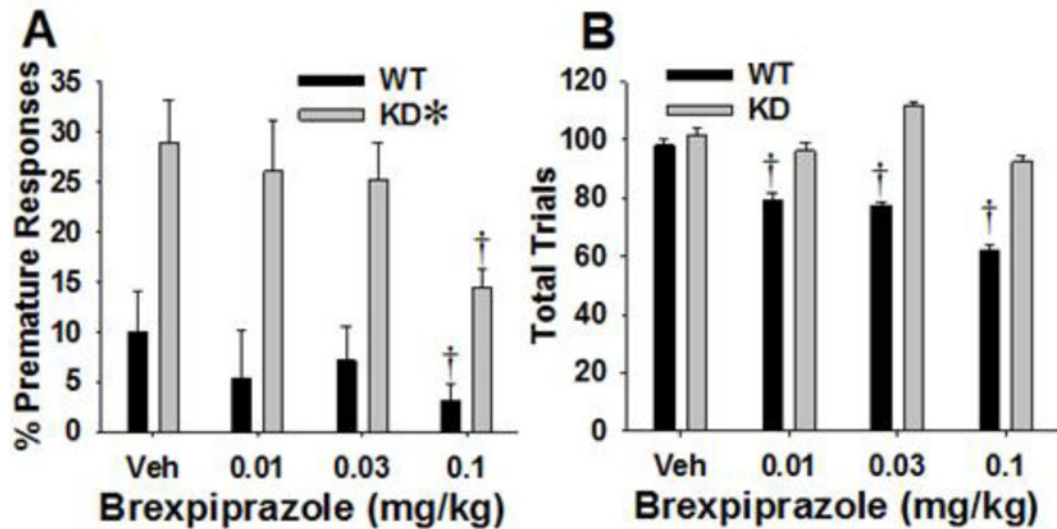 A
% Premature Responses
35
30
25
20
15
10
5
0
WT
KD*
†
†
Veh 0.01 0.03 0.1
Brexpiprazole (mg/kg)
B
Total Trials
120
100
80
60
40
20
0
WT
KD
†
†
†
Veh 0.01 0.03 0.1
Brexpiprazole (mg/kg)